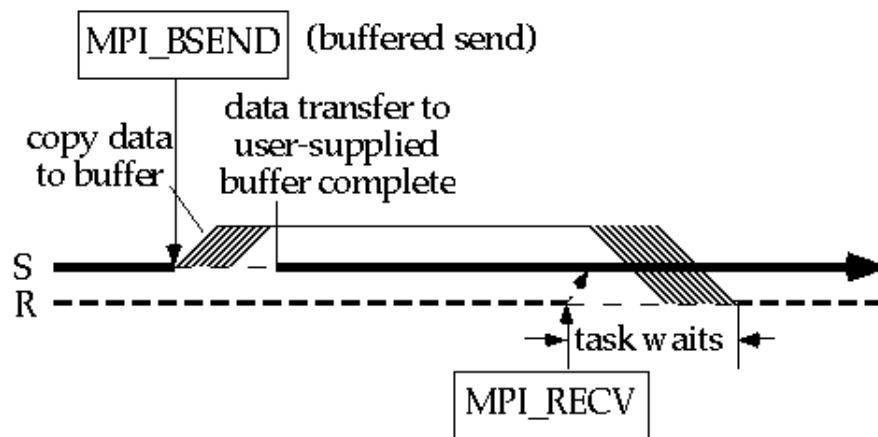 MPI_BSEND (buffered send)
copy data
to buffer
data transfer to
user-supplied
buffer complete
S
R
task waits
MPI_RECV